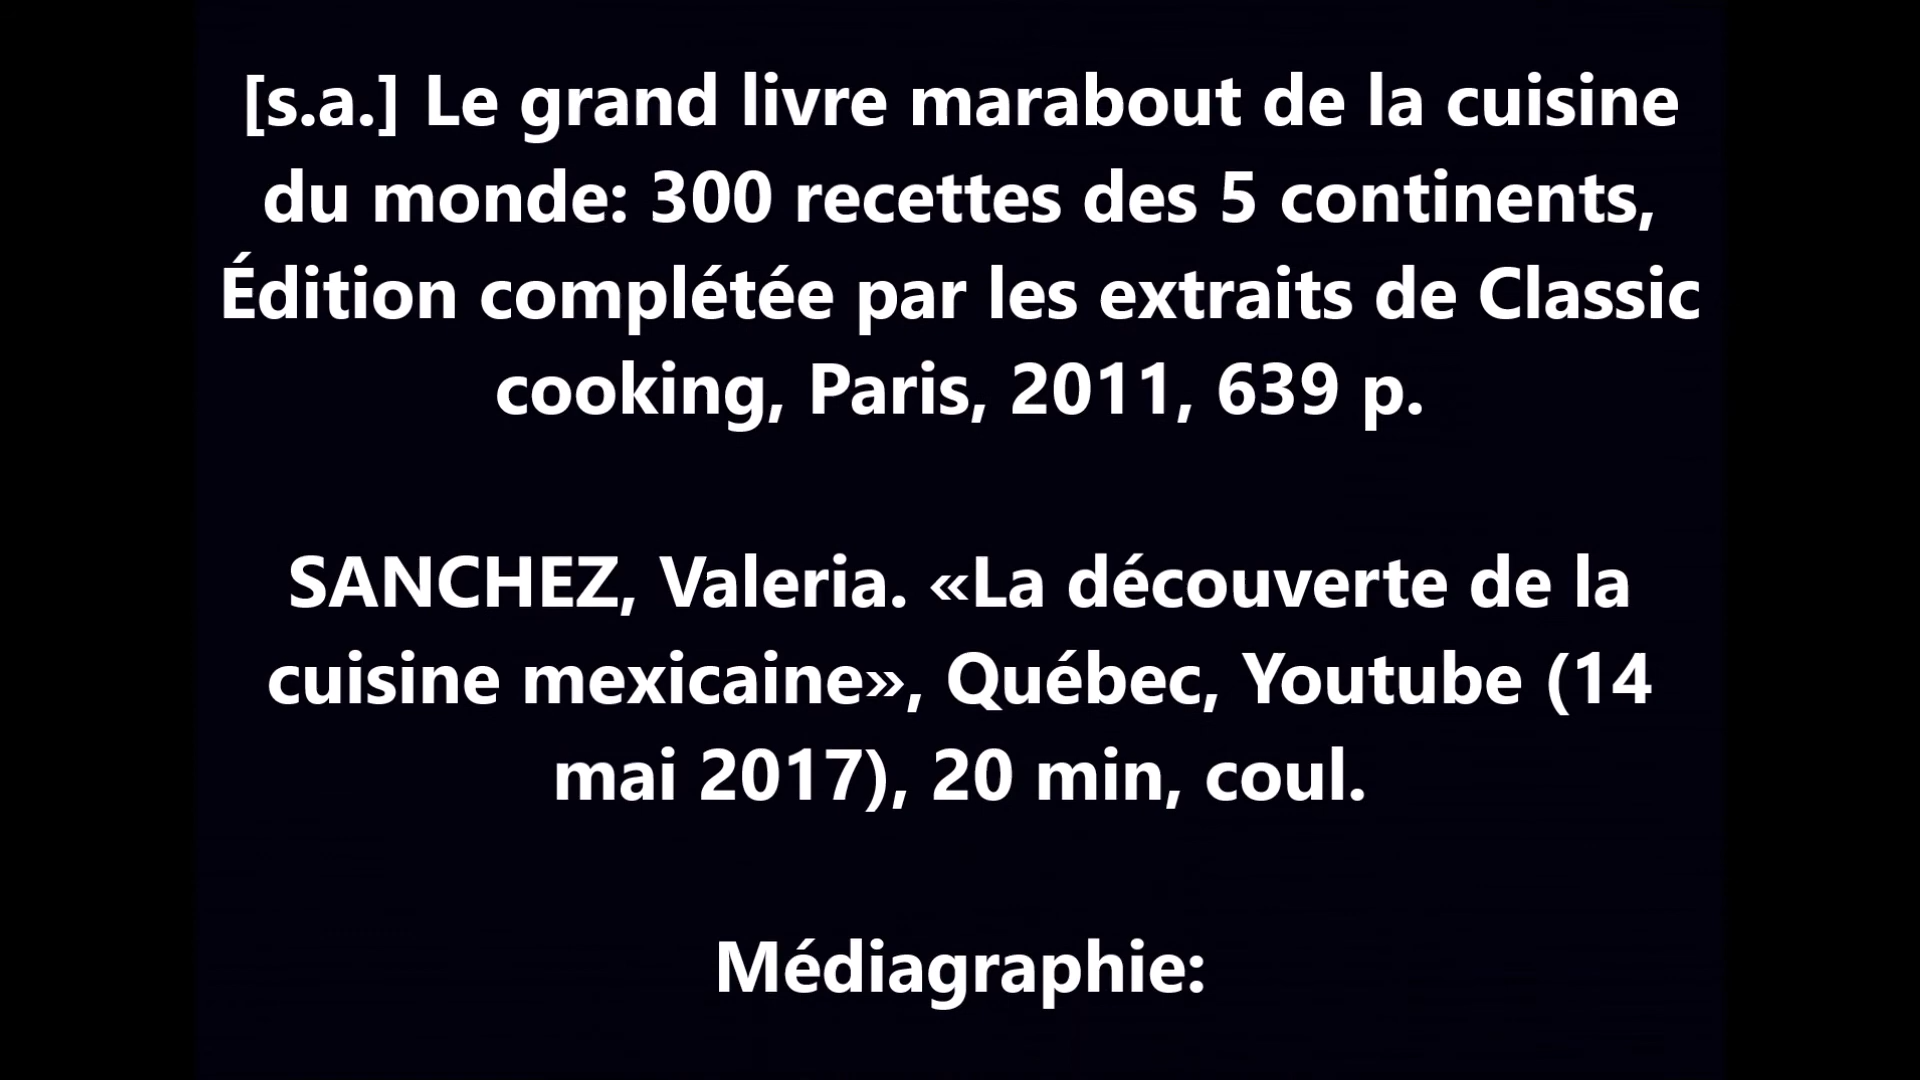 [s.a.] Le grand livre marabout de la cuisine
du monde: 300 recettes des 5 continents,
Édition complétée par les extraits de Classic
cooking, Paris, 2011, 639 p.
SANCHEZ, Valeria. «La découverte de la
cuisine mexicaine», Québec, Youtube (14
mai 2017), 20 min, coul.
Médiagraphie: